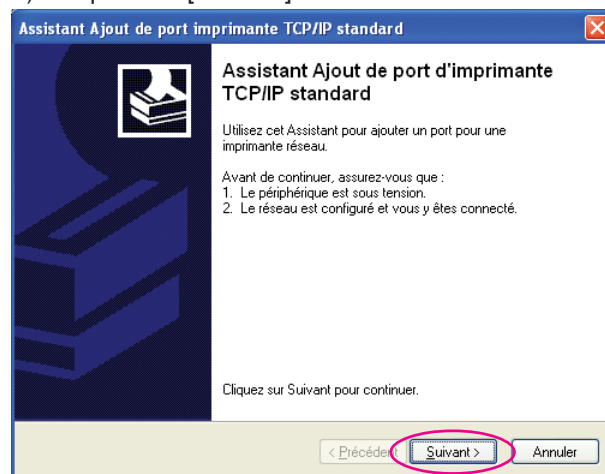 Assistant Ajout de port imprimante TCP/IP standard
Assistant Ajout de port d'imprimante
TCP/IP standard
Utilisez cet Assistant pour ajouter un port pour une
imprimante réseau.
Avant de continuer, assurez-vous que :
1. Le périphérique est sous tension.
2. Le réseau est configuré et vous y êtes connecté.
Cliquez sur Suivant pour continuer.
< Précédent Suivant > Annuler